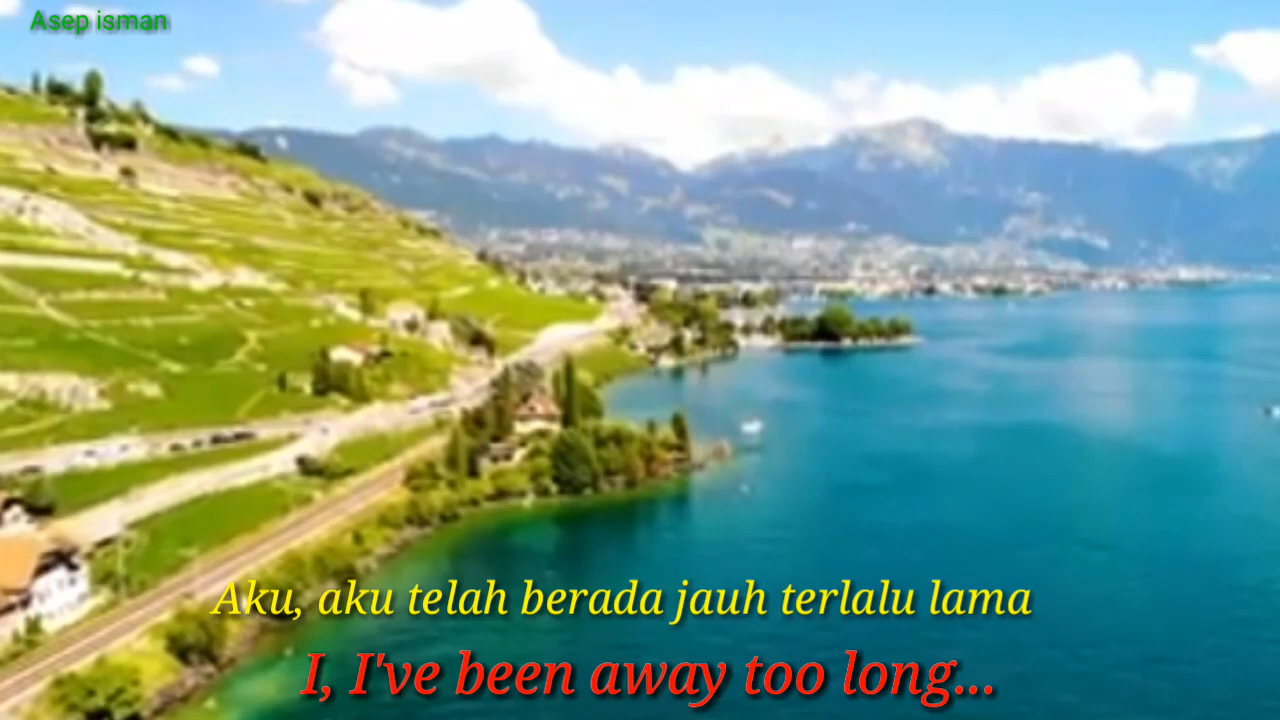 Asep isman
Aku, aku telah berada jauh terlalu lama
I, I've been away too long...